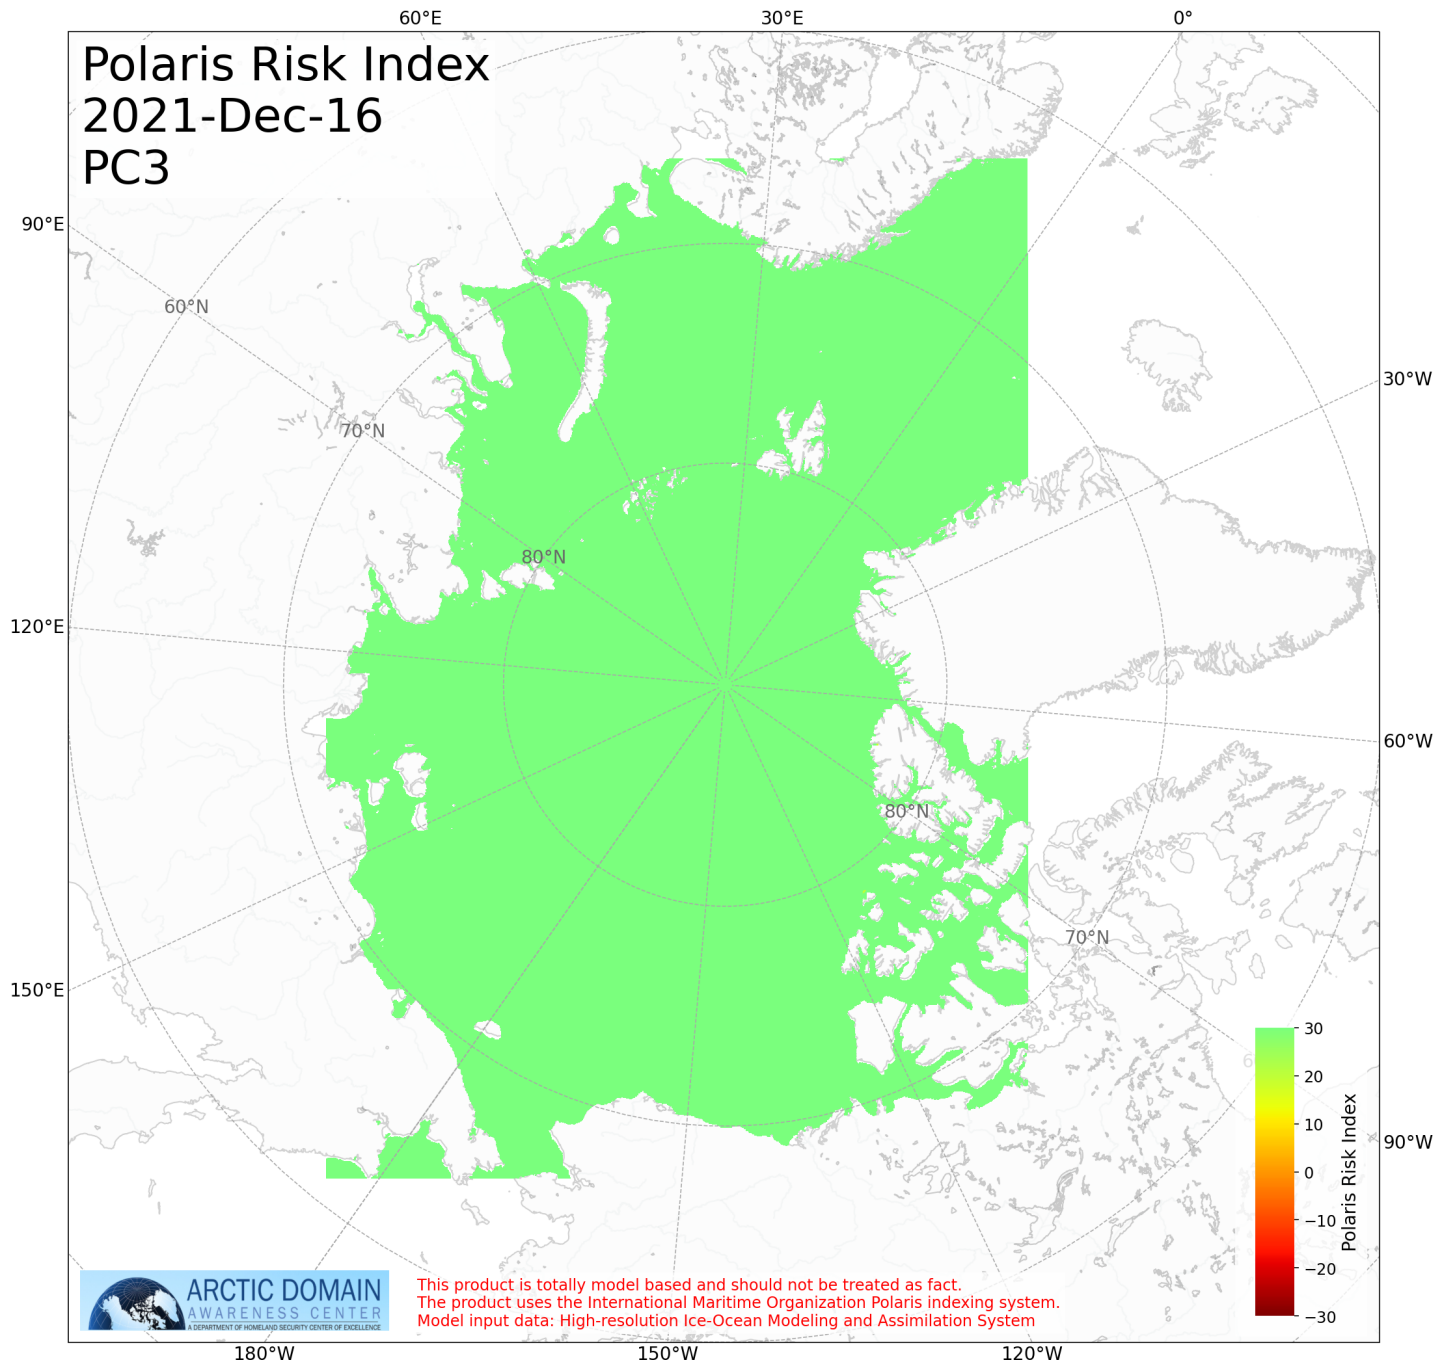 60°E
30°E
0°
Polaris Risk Index
2021-Dec-16
PC3
90°E
60°N
30°W
70°N
80°N
120°E
60W
80°N
70°N
150°E
30
20
10
0
−10
−20
−30
Polaris Risk Index
90°W
ARCTIC DOMAIN
AWARENESS CENTER
A DEPARTMENT OF HOMELAND SECURITY CENTER OF EXCELLENCE
This product is totally model based and should not be treated as fact.
The product uses the International Maritime Organization Polaris indexing system.
Model input data: High-resolution Ice-Ocean Modeling and Assimilation System
180°W
150°W
120°W